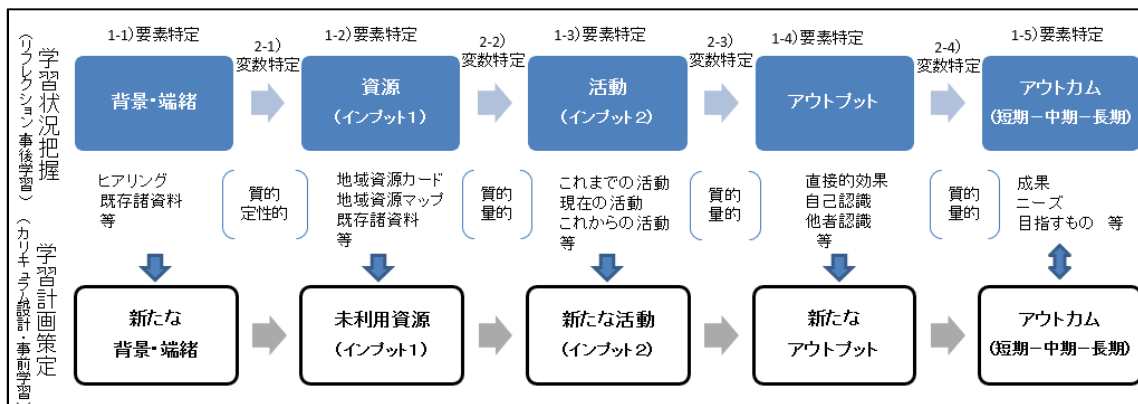 1-1)要素特定
2-1)
変数特定
1-2)要素特定
2-2)
変数特定
1-3)要素特定
2-3)
変数特定
1-4)要素特定
2-4)
変数特定
1-5)要素特定
学習状況把握
(リフレクション・事後学習)
背景・端緒
資源
(インプット1)
活動
(インプット2)
アウトプット
アウトカム
(短期－中期－長期)
ヒアリング
既存諸資料
等
質的
定性的
地域資源カード
地域資源マップ
既存諸資料
等
質的
量的
これまでの活動
現在の活動
これからの活動
等
質的
量的
直接的効果
自己認識
他者認識
等
質的
量的
成果
ニーズ
目指すもの　等
学習計画策定
(カリキュラム設計・事前学習)
新たな
背景・端緒
未利用資源
(インプット1)
新たな活動
(インプット2)
新たな
アウトプット
アウトカム
(短期－中期－長期)